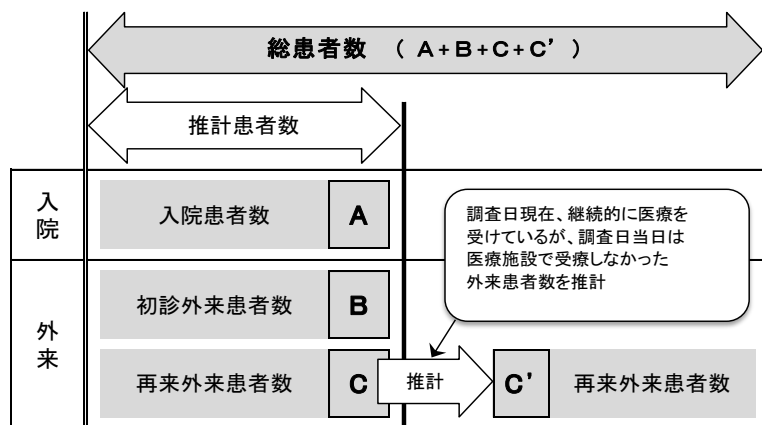 総患者数 （ A+B+C+C’ ）
推計患者数
入院
入院患者数 A
調査日現在、継続的に医療を
受けているが、調査日当日は
医療施設で受療しなかった
外来患者数を推計
外来
初診外来患者数 B
再来外来患者数 C 推計 C' 再来外来患者数